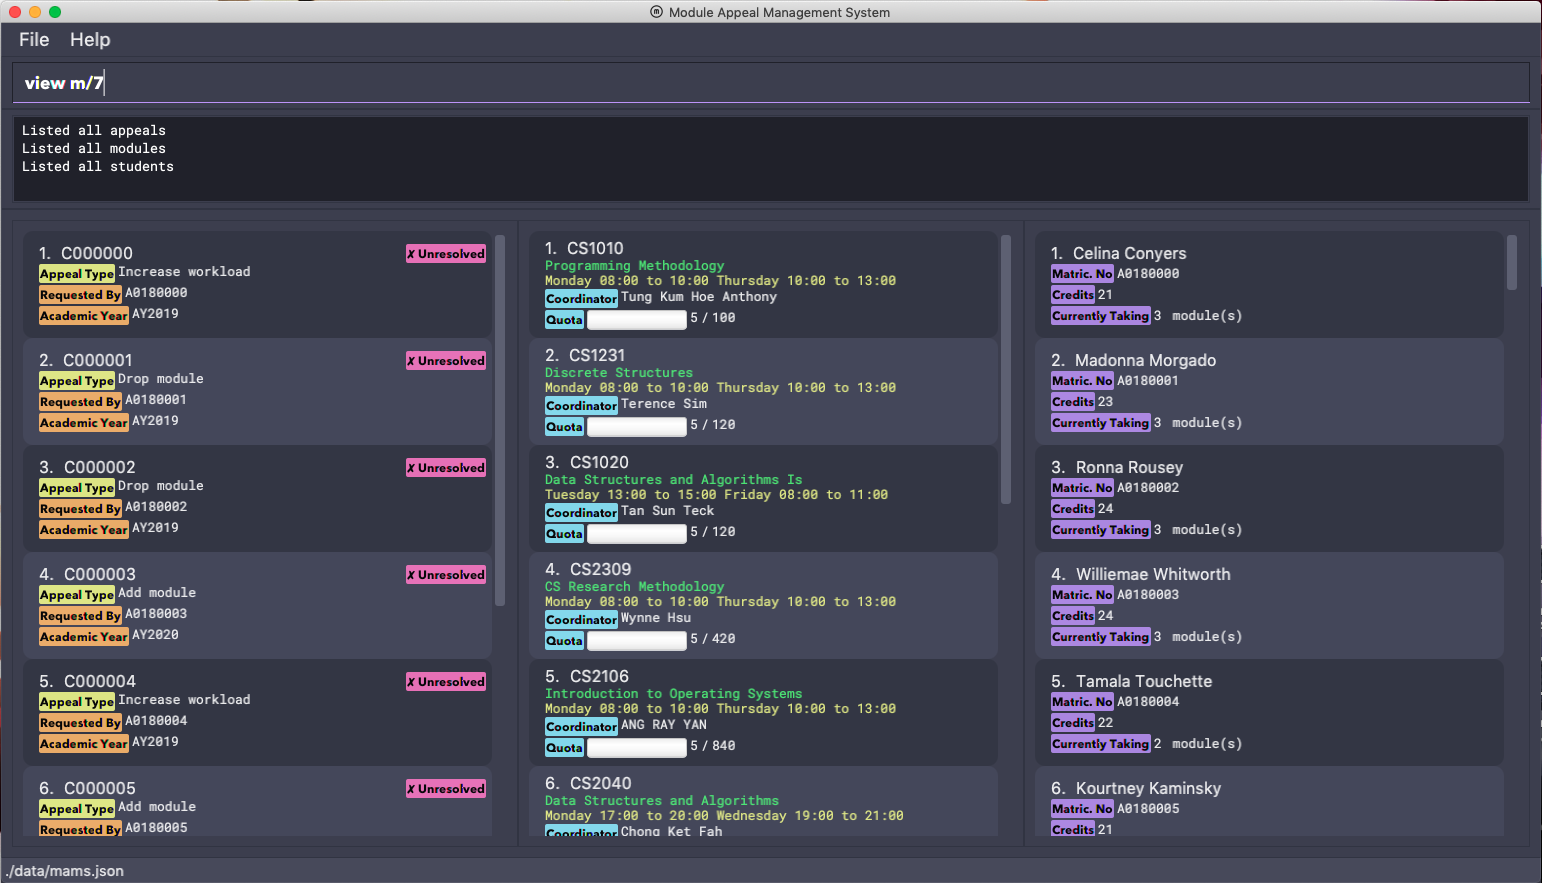 Module Appeal Management System
File Help
view m/7
Listed all appeals
Listed all modules
Listed all students
1. C000000
✗ Unresolved
Appeal Type Increase workload
Requested By A0180000
Academic Year AY2019
2. C000001
✗ Unresolved
Appeal Type Drop module
Requested By A0180001
Academic Year AY2019
3. C000002
✗ Unresolved
Appeal Type Drop module
Requested By A0180002
Academic Year AY2019
4. C000003
✗ Unresolved
Appeal Type Add module
Requested By A0180003
Academic Year AY2020
5. C000004
✗ Unresolved
Appeal Type Increase workload
Requested By A0180004
Academic Year AY2019
6. C000005
✗ Unresolved
Appeal Type Add module
Requested By A0180005
1. CS1010
Programming Methodology
Monday 08:00 to 10:00 Thursday 10:00 to 13:00
Coordinator Tung Kum Hoe Anthony
Quota 5 / 100
2. CS1231
Discrete Structures
Monday 08:00 to 10:00 Thursday 10:00 to 13:00
Coordinator Terence Sim
Quota 5 / 120
3. CS1020
Data Structures and Algorithms Is
Tuesday 13:00 to 15:00 Friday 08:00 to 11:00
Coordinator Tan Sun Teck
Quota 5 / 120
4. CS2309
CS Research Methodology
Monday 08:00 to 10:00 Thursday 10:00 to 13:00
Coordinator Wynne Hsu
Quota 5 / 420
5. CS2106
Introduction to Operating Systems
Monday 08:00 to 10:00 Thursday 10:00 to 13:00
Coordinator ANG RAY YAN
Quota 5 / 840
6. CS2040
Data Structures and Algorithms
Monday 17:00 to 20:00 Wednesday 19:00 to 21:00
Coordinator Chong Ket Fah
1. Celina Conyers
Matric. No A0180000
Credits 21
Currently Taking 3 module(s)
2. Madonna Morgado
Matric. No A0180001
Credits 23
Currently Taking 3 module(s)
3. Ronna Rousey
Matric. No A0180002
Credits 24
Currently Taking 3 module(s)
4. Williemae Whitworth
Matric. No A0180003
Credits 24
Currently Taking 3 module(s)
5. Tamala Touchette
Matric. No A0180004
Credits 22
Currently Taking 2 module(s)
6. Kourtney Kaminsky
Matric. No A0180005
Credits 21
./data/mams.json